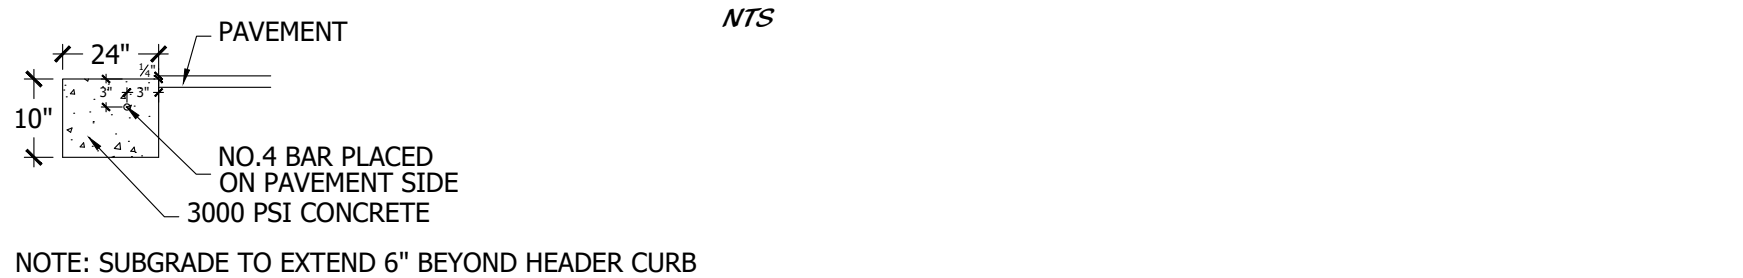 NTS
PAVEMENT
24"
1/4"
3" 3"
10"
NO.4 BAR PLACED
ON PAVEMENT SIDE
3000 PSI CONCRETE
NOTE: SUBGRADE TO EXTEND 6" BEYOND HEADER CURB